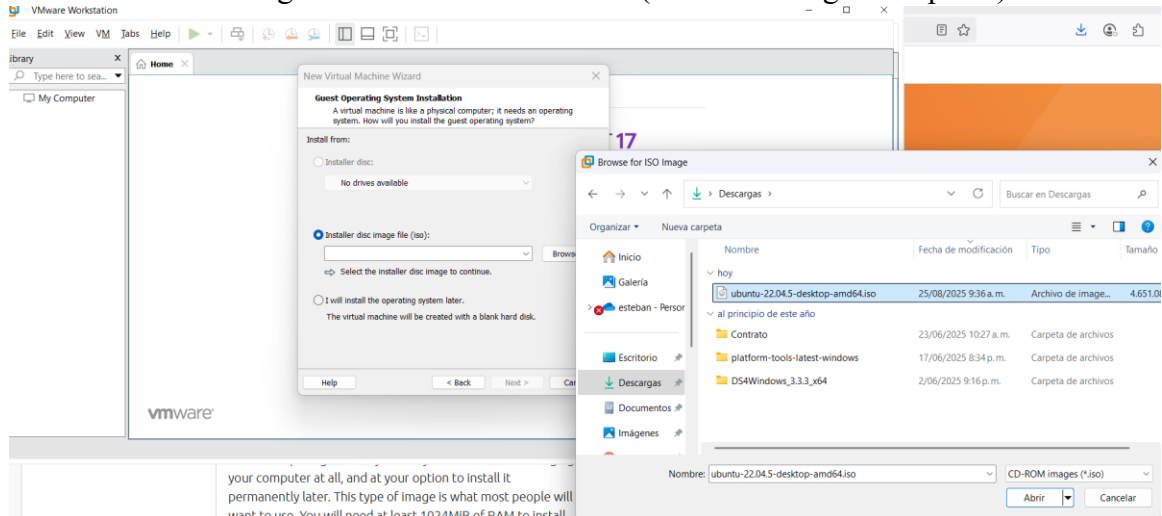 VMware Workstation
File Edit View VM Tabs Help
Library
Type here to sea...
My Computer
Home
New Virtual Machine Wizard
Guest Operating System Installation
A virtual machine is like a physical computer; it needs an operating
system. How will you install the guest operating system?
Install from:
Installer disc:
No drives available
Installer disc image file (iso):
Brows
Select the installer disc image to continue.
I will install the operating system later.
The virtual machine will be created with a blank hard disk.
Help < Back Next > Can
vmware
17
Browse for ISO Image
Descargas
Buscar en Descargas
Organizar Nueva carpeta
Inicio
Galería
esteban - Person
Escritorio
Descargas
Documentos
Imágenes
Nombre Fecha de modificación Tipo Tamaño
hoy
ubuntu-22.04.5-desktop-amd64.iso 25/08/2025 9:36 a. m. Archivo de image... 4.651.08
al principio de este año
Contrato 23/06/2025 10:27 a. m. Carpeta de archivos
platform-tools-latest-windows 17/06/2025 8:34 p. m. Carpeta de archivos
DS4Windows_3.3.3_x64 2/06/2025 9:16 p. m. Carpeta de archivos
Nombre: ubuntu-22.04.5-desktop-amd64.iso CD-ROM images (*.iso)
Abrir Cancelar
your computer at all, and at your option to install it
permanently later. This type of image is what most people will
want to use. You will need at least 1024MiB of RAM to install